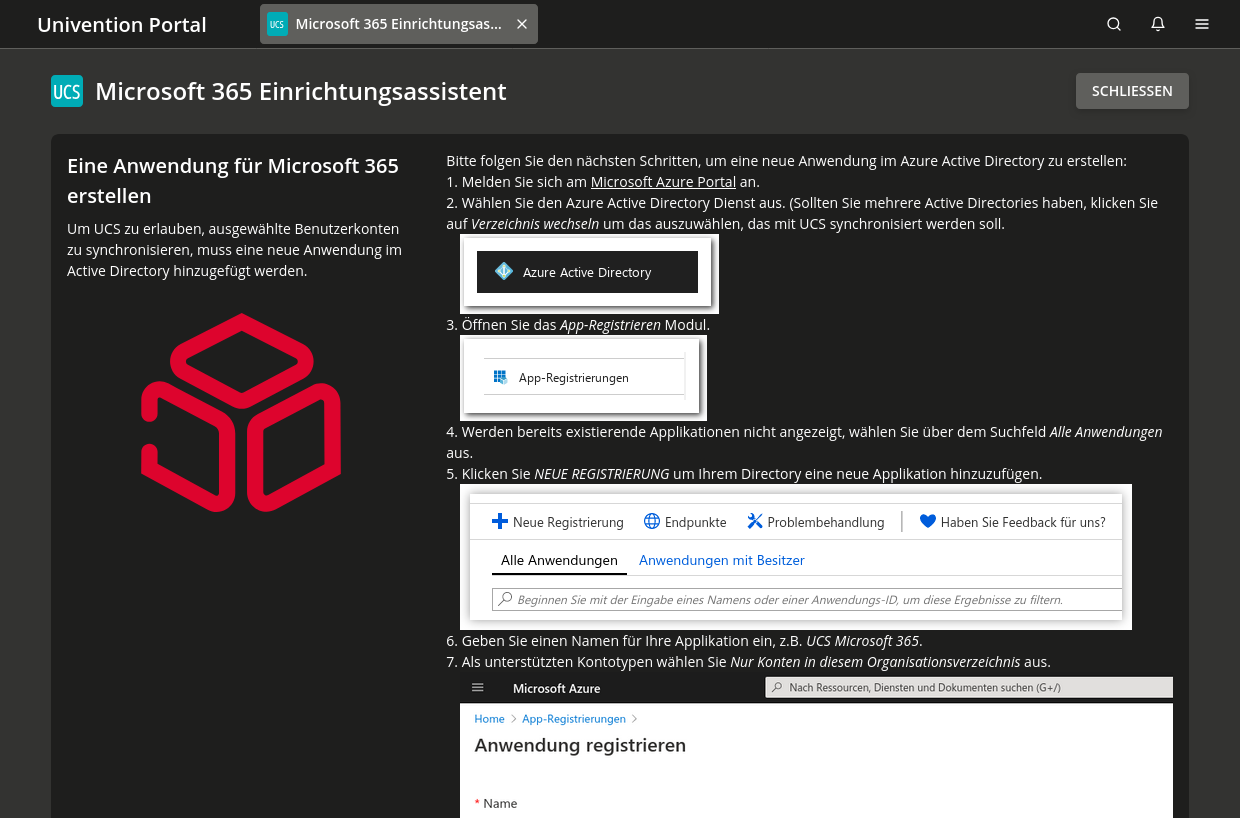 Univention Portal
UCS
Microsoft 365 Einrichtungsas...
UCS
Microsoft 365 Einrichtungsassistent
SCHLIESSEN
Eine Anwendung für Microsoft 365
erstellen
Um UCS zu erlauben, ausgewählte Benutzerkonten
zu synchronisieren, muss eine neue Anwendung im
Active Directory hinzugefügt werden.
Bitte folgen Sie den nächsten Schritten, um eine neue Anwendung im Azure Active Directory zu erstellen:
1. Melden Sie sich am Microsoft Azure Portal an.
2. Wählen Sie den Azure Active Directory Dienst aus. (Sollten Sie mehrere Active Directories haben, klicken Sie
auf Verzeichnis wechseln um das auszuwählen, das mit UCS synchronisiert werden soll.
Azure Active Directory
3. Öffnen Sie das App-Registrieren Modul.
App-Registrierungen
4. Werden bereits existierende Applikationen nicht angezeigt, wählen Sie über dem Suchfeld Alle Anwendungen
aus.
5. Klicken Sie NEUE REGISTRIERUNG um Ihrem Directory eine neue Applikation hinzuzufügen.
Neue Registrierung Endpunkte Problembehandlung Haben Sie Feedback für uns?
Alle Anwendungen Anwendungen mit Besitzer
Beginnen Sie mit der Eingabe eines Namens oder einer Anwendungs-ID, um diese Ergebnisse zu filtern.
6. Geben Sie einen Namen für Ihre Applikation ein, z.B. UCS Microsoft 365.
7. Als unterstützten Kontotypen wählen Sie Nur Konten in diesem Organisationsverzeichnis aus.
Microsoft Azure
Nach Ressourcen, Diensten und Dokumenten suchen (G+/)
Home > App-Registrierungen >
Anwendung registrieren
* Name